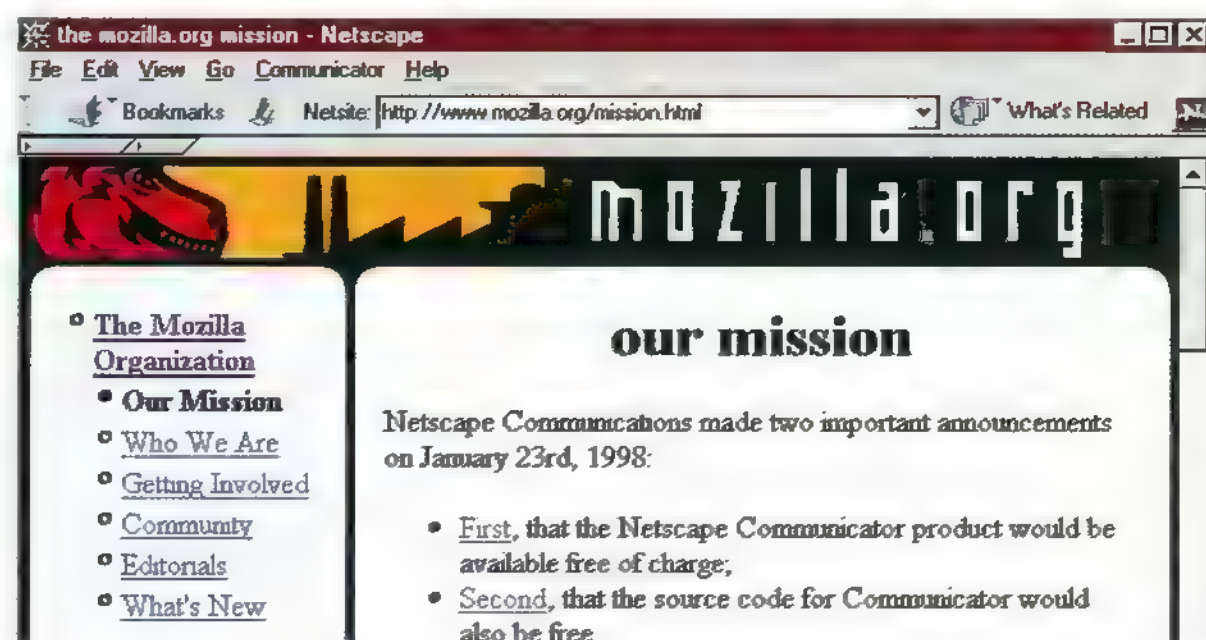 the mozilla.org mission - Netscape
File Edit View Go Communicator Help
Bookmarks Netsite: http://www.mozilla.org/mission.html What's Related
mozilla.org
The Mozilla
Organization
Our Mission
Who We Are
Getting Involved
Community
Editorials
What's New
our mission
Netscape Communications made two important announcements
on January 23rd, 1998:
First, that the Netscape Communicator product would be
available free of charge;
Second, that the source code for Communicator would
also be free